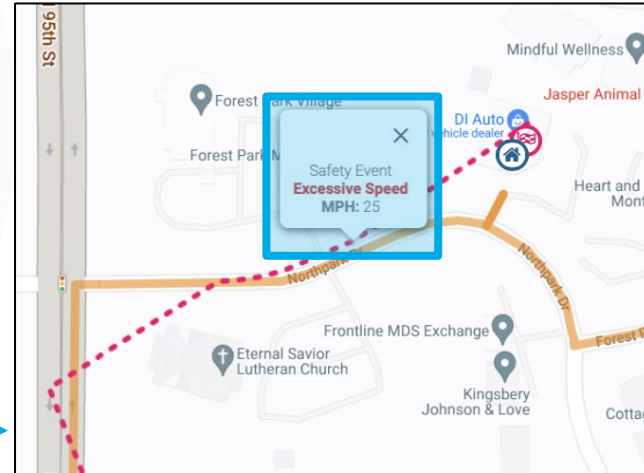 95th St
Mindful Wellness
Jasper Animal
Forest Park Village
DI Auto
vehicle dealer
Forest Park M
Safety Event
Excessive Speed
MPH: 25
Heart and
Mont
Northpark Dr
Northpark Dr
Forest P
Frontline MDS Exchange
Eternal Savior
Lutheran Church
Kingsbery
Johnson & Love
Cottag